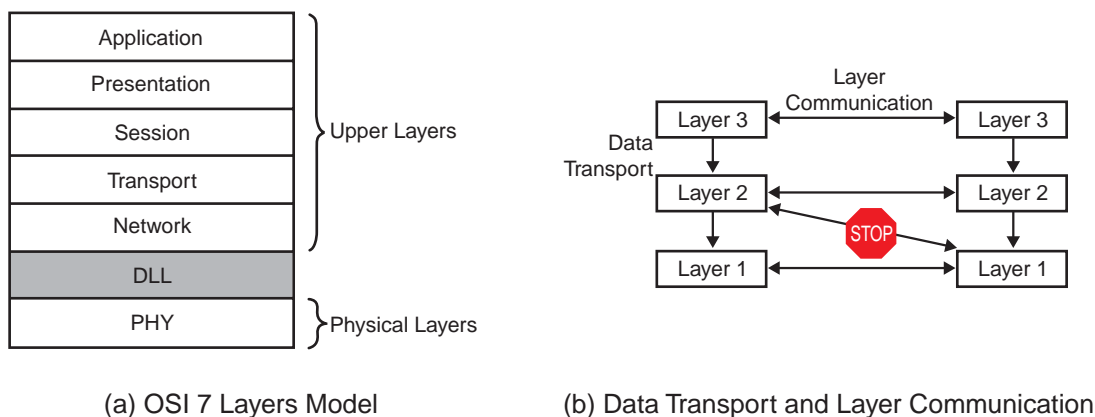 Application
Presentation
Session
Transport
Network
DLL
PHY
Upper Layers
Physical Layers
(a) OSI 7 Layers Model
Layer
Communication
Layer 3
Layer 3
Data
Transport
Layer 2
Layer 2
STOP
Layer 1
Layer 1
(b) Data Transport and Layer Communication